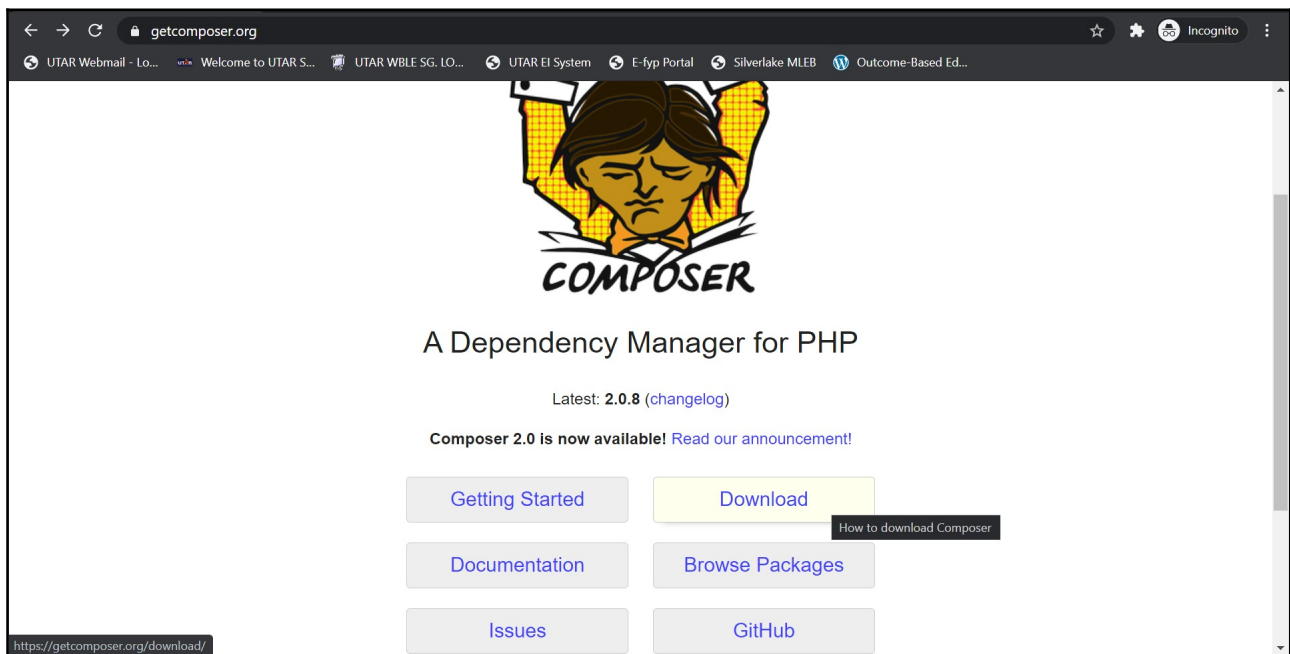 getcomposer.org
Incognito
UTAR Webmail - Lo... Welcome to UTAR S... UTAR WBLE SG. LO... UTAR EI System E-fyp Portal Silverlake MLEB Outcome-Based Ed...
COMPOSER
A Dependency Manager for PHP
Latest: 2.0.8 (changelog)
Composer 2.0 is now available! Read our announcement!
Getting Started Download
How to download Composer
Documentation Browse Packages
Issues GitHub
https://getcomposer.org/download/